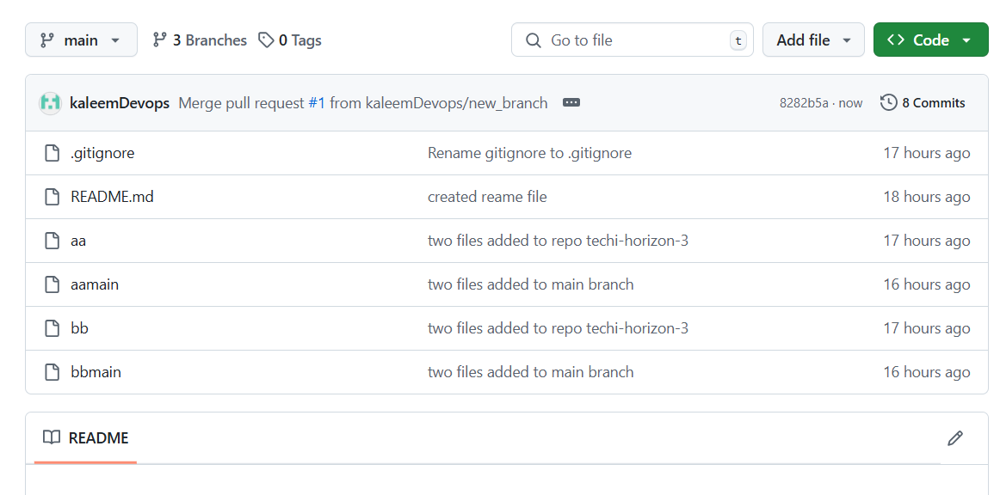 main 3 Branches 0 Tags Go to file t Add file Code
kaleemDevops Merge pull request #1 from kaleemDevops/new_branch 8282b5a · now 8 Commits
.gitignore Rename gitignore to .gitignore 17 hours ago
README.md created reame file 18 hours ago
aa two files added to repo techi-horizon-3 17 hours ago
aamain two files added to main branch 16 hours ago
bb two files added to repo techi-horizon-3 17 hours ago
bbmain two files added to main branch 16 hours ago
README